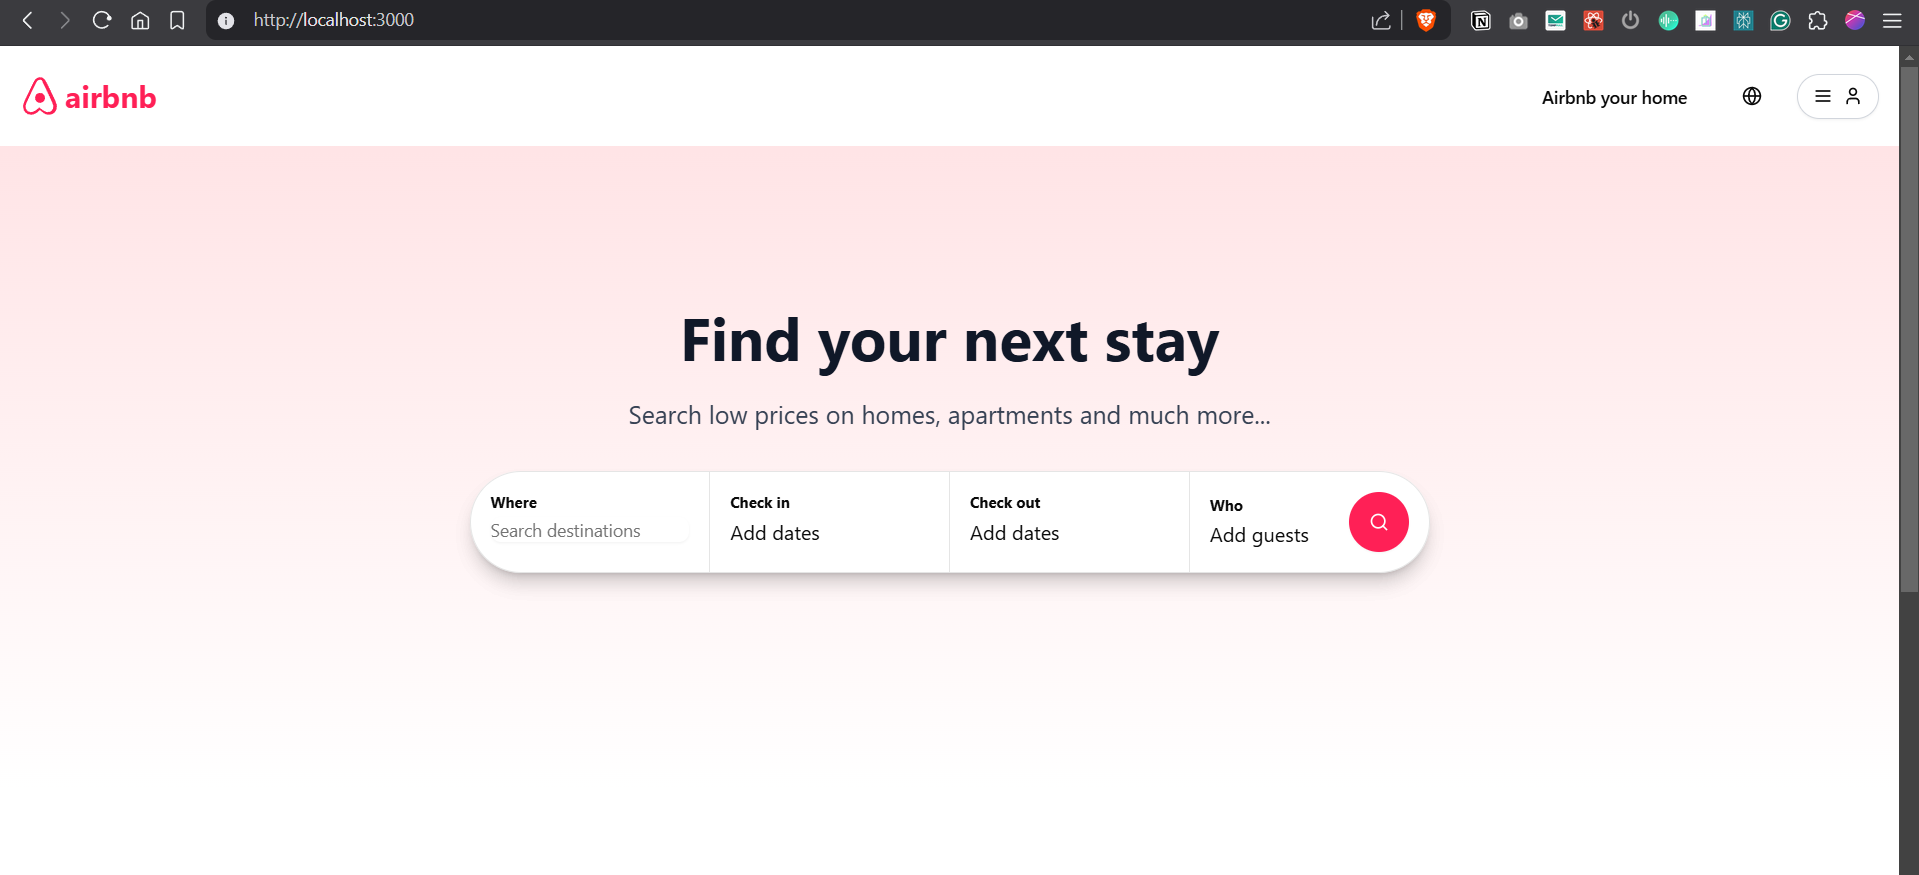 http://localhost:3000
airbnb
Airbnb your home
Find your next stay
Search low prices on homes, apartments and much more...
Where
Search destinations
Check in
Add dates
Check out
Add dates
Who
Add guests